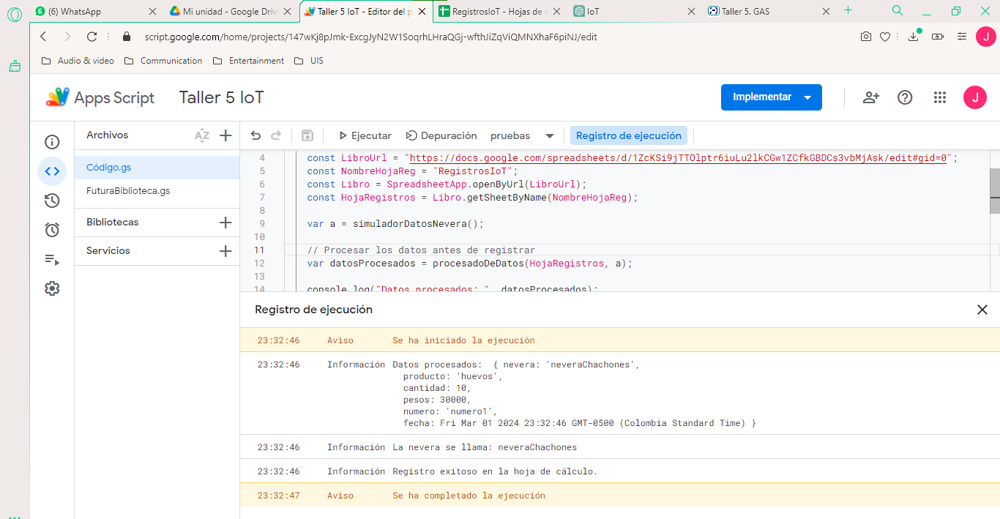 6 (6) WhatsApp
Mi unidad - Google Drive
Taller 5 IoT - Editor del p
RegistrosIoT - Hojas de c
IoT
Taller 5. GAS
script.google.com/home/projects/147wKj8pJmk-ExcgJyN2W1SoqrhLHraQGj-wfthJiZqViQMNXhaF6piNJ/edit
J
Audio & video
Communication
Entertainment
UIS
Apps Script
Taller 5 IoT
Implementar
J
Archivos
AZ
Ejecutar
Depuración
pruebas
Registro de ejecución
Código.gs
FuturaBiblioteca.gs
Bibliotecas
Servicios
4 const LibroUrl = "https://docs.google.com/spreadsheets/d/1ZcKSi9jTTOlptr6iuLu2lkCGw1ZCfkGBDCs3vbMjAsk/edit#gid=0";
5 const NombreHojaReg = "RegistrosIoT";
6 const Libro = SpreadsheetApp.openByUrl(LibroUrl);
7 const HojaRegistros = Libro.getSheetByName(NombreHojaReg);
8
9 var a = simuladorDatosNevera();
10
11 // Procesar los datos antes de registrar
12 var datosProcesados = procesadoDeDatos(HojaRegistros, a);
13
14 console.log("Datos procesados: ", datosProcesados);
Registro de ejecución
23:32:46 Aviso Se ha iniciado la ejecución
23:32:46 Información Datos procesados: { nevera: 'neveraChachones',
producto: 'huevos',
cantidad: 10,
pesos: 30000,
numero: 'numero1',
fecha: Fri Mar 01 2024 23:32:46 GMT-0500 (Colombia Standard Time) }
23:32:46 Información La nevera se llama: neveraChachones
23:32:46 Información Registro exitoso en la hoja de cálculo.
23:32:47 Aviso Se ha completado la ejecución